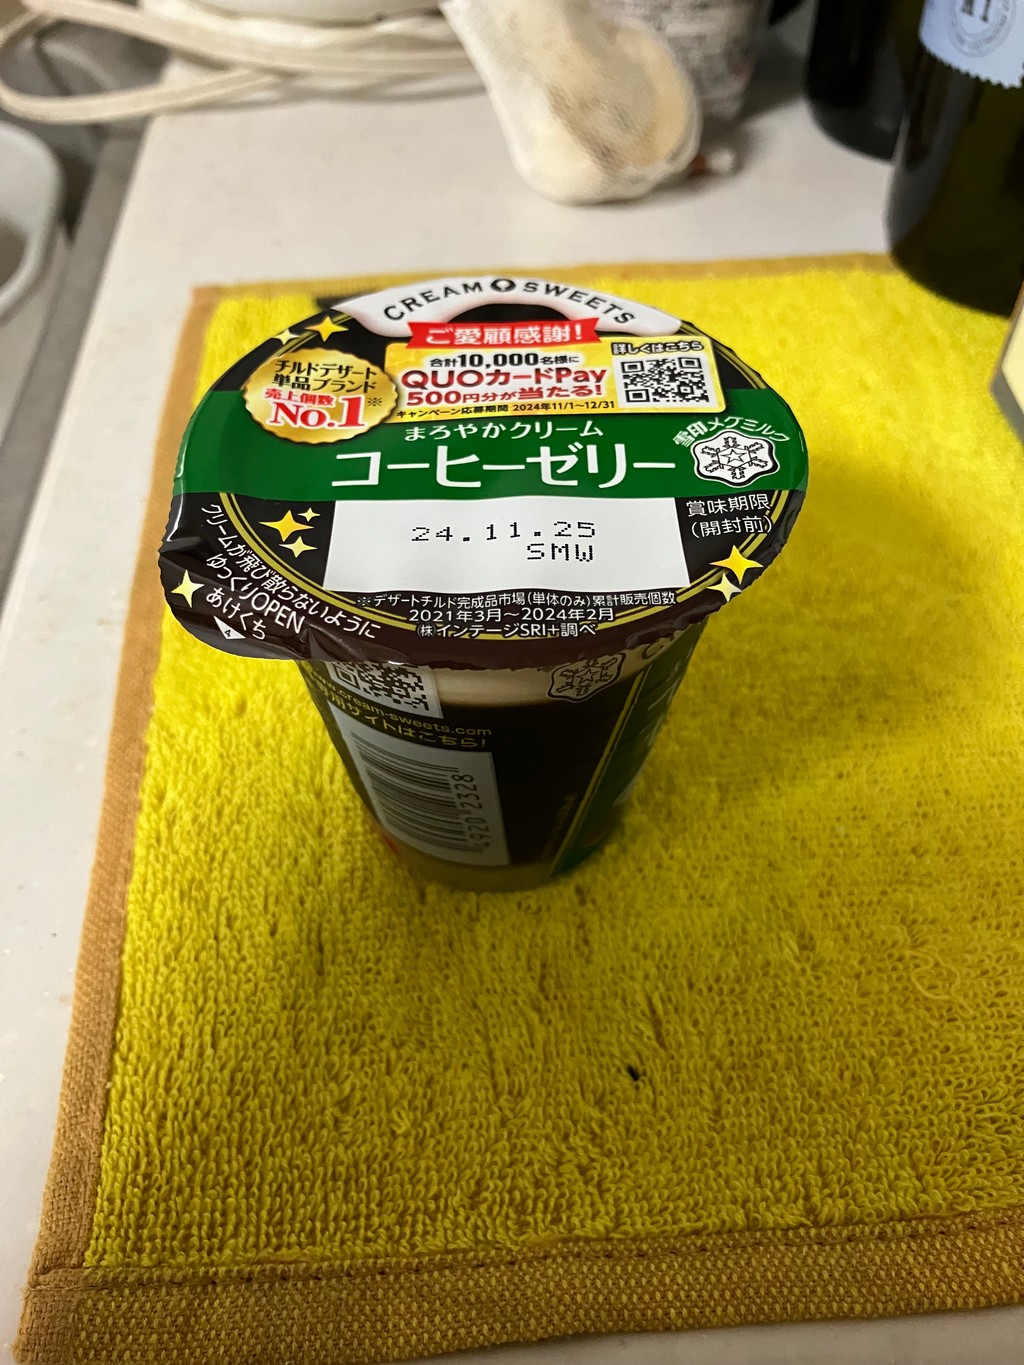 CREAM SWEETS
ご愛顧感謝!
チルドデザート
単品ブランド
売上個数
No.1※
合計10,000名様に
QUOカードPay
500円分が当たる!
キャンペーン応募期間 2024年11/1~12/31
詳しくはこちら
まろやかクリーム
コーヒーゼリー
雪印メグミルク
賞味期限
(開封前)
24.11.25
SMW
※デザートチルド完成品市場(単体のみ)累計販売個数
2021年3月~2024年2月
㈱インテージSRI+調べ
クリームが飛び散らないように
ゆっくりOPEN
あけくち
cream-sweets.com
サイトはこちら!
4920 2328